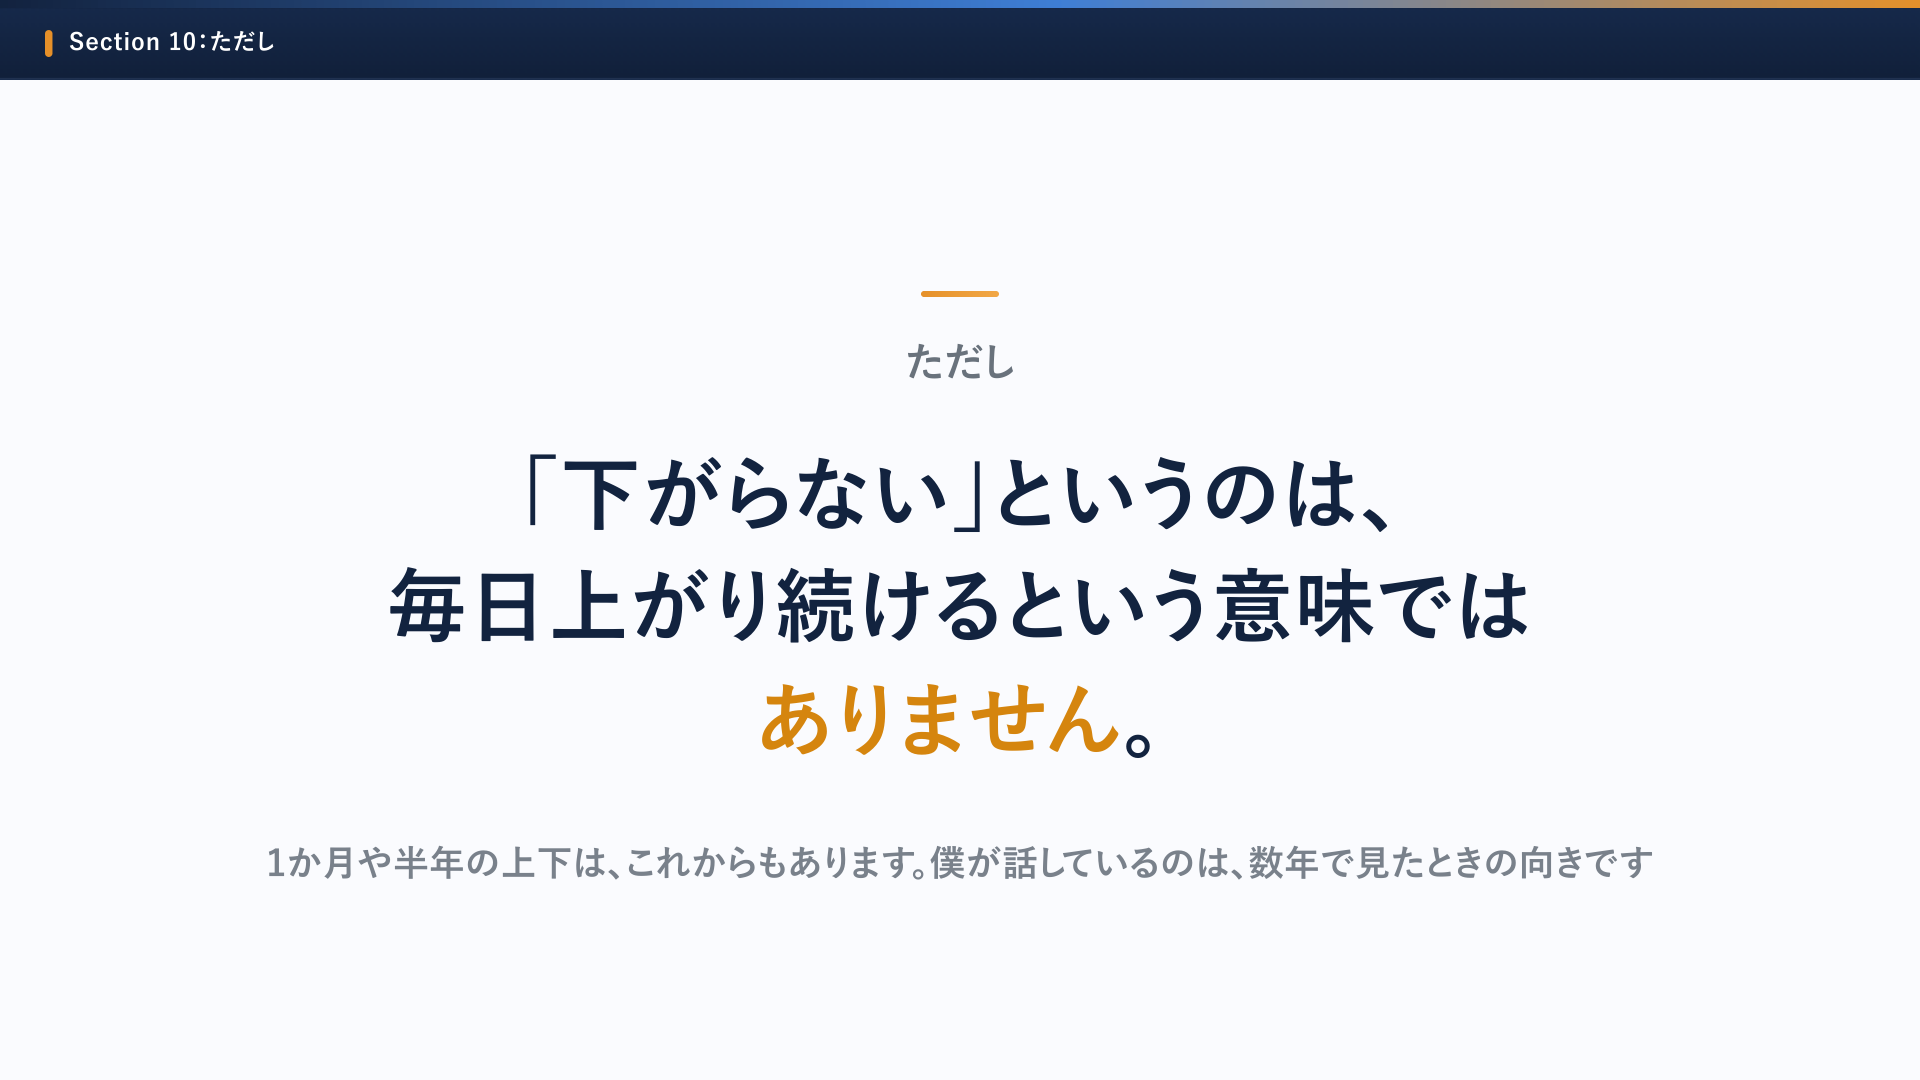 Section 10：ただし
ただし
「下がらない」というのは、
毎日上がり続けるという意味では
ありません。
1か月や半年の上下は、これからもあります。僕が話しているのは、数年で見たときの向きです